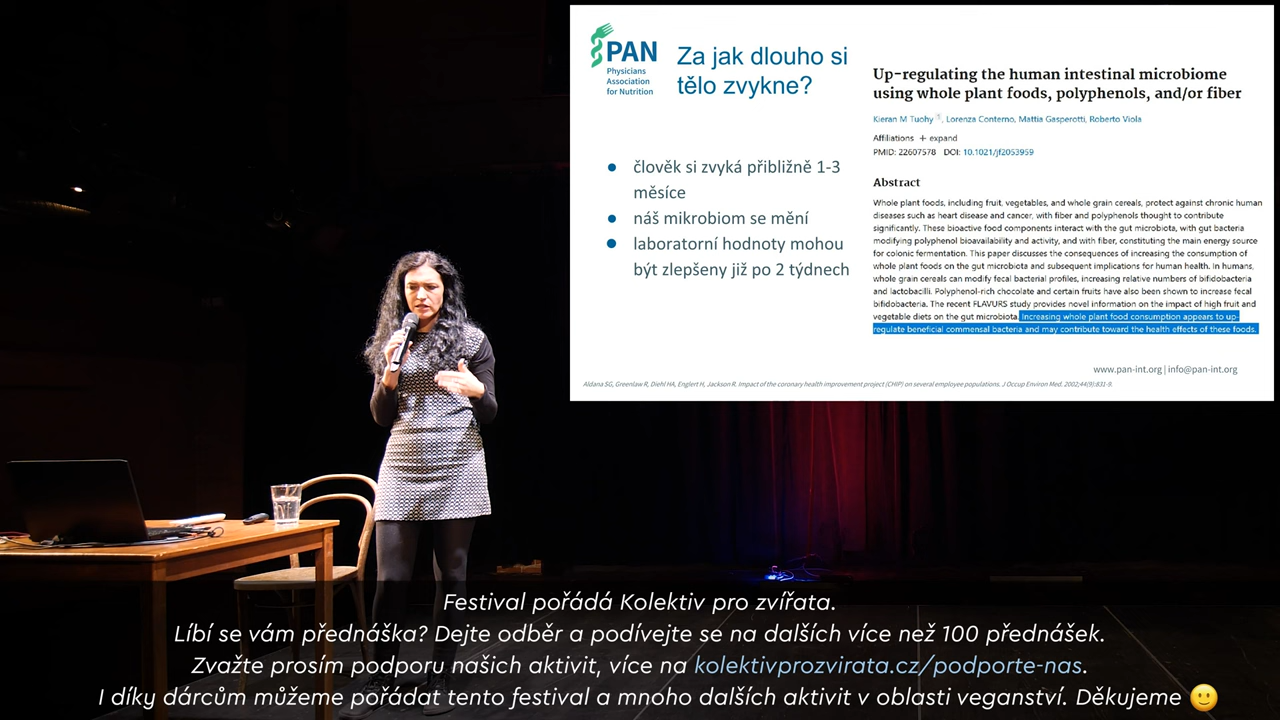 PAN
Physicians
Association
for Nutrition
Za jak dlouho si
tělo zvykne?
● člověk si zvyká přibližně 1-3
měsíce
● náš mikrobiom se mění
● laboratorní hodnoty mohou
být zlepšeny již po 2 týdnech
Up-regulating the human intestinal microbiome
using whole plant foods, polyphenols, and/or fiber
Kieran M Tuohy 1, Lorenza Conterno, Mattia Gasperotti, Roberto Viola
Affiliations + expand
PMID: 22607578 DOI: 10.1021/jf2053959
Abstract
Whole plant foods, including fruit, vegetables, and whole grain cereals, protect against chronic human
diseases such as heart disease and cancer, with fiber and polyphenols thought to contribute
significantly. These bioactive food components interact with the gut microbiota, with gut bacteria
modifying polyphenol bioavailability and activity, and with fiber, constituting the main energy source
for colonic fermentation. This paper discusses the consequences of increasing the consumption of
whole plant foods on the gut microbiota and subsequent implications for human health. In humans,
whole grain cereals can modify fecal bacterial profiles, increasing relative numbers of bifidobacteria
and lactobacilli. Polyphenol-rich chocolate and certain fruits have also been shown to increase fecal
bifidobacteria. The recent FLAVURS study provides novel information on the impact of high fruit and
vegetable diets on the gut microbiota. Increasing whole plant food consumption appears to up-
regulate beneficial commensal bacteria and may contribute toward the health effects of these foods.
www.pan-int.org | info@pan-int.org
Aldana SG, Greenlaw R, Diehl HA, Englert H, Jackson R. Impact of the coronary health improvement project (CHIP) on several employee populations. J Occup Environ Med. 2002;44(9):831-9.
Festival pořádá Kolektiv pro zvířata.
Líbí se vám přednáška? Dejte odběr a podívejte se na dalších více než 100 přednášek.
Zvažte prosím podporu našich aktivit, více na kolektivprozvirata.cz/podporte-nas.
I díky dárcům můžeme pořádat tento festival a mnoho dalších aktivit v oblasti veganství. Děkujeme 🙂